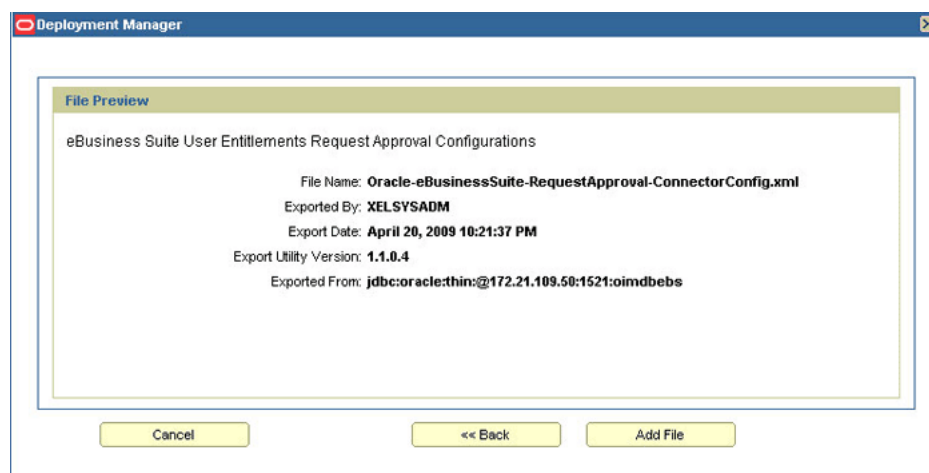 Deployment Manager
File Preview
eBusiness Suite User Entitlements Request Approval Configurations
File Name: Oracle-eBusinessSuite-RequestApproval-ConnectorConfig.xml
Exported By: XELSYSADM
Export Date: April 20, 2009 10:21:37 PM
Export Utility Version: 1.1.0.4
Exported From: jdbc:oracle:thin:@172.21.109.50:1521:oimdbebs
Cancel << Back Add File